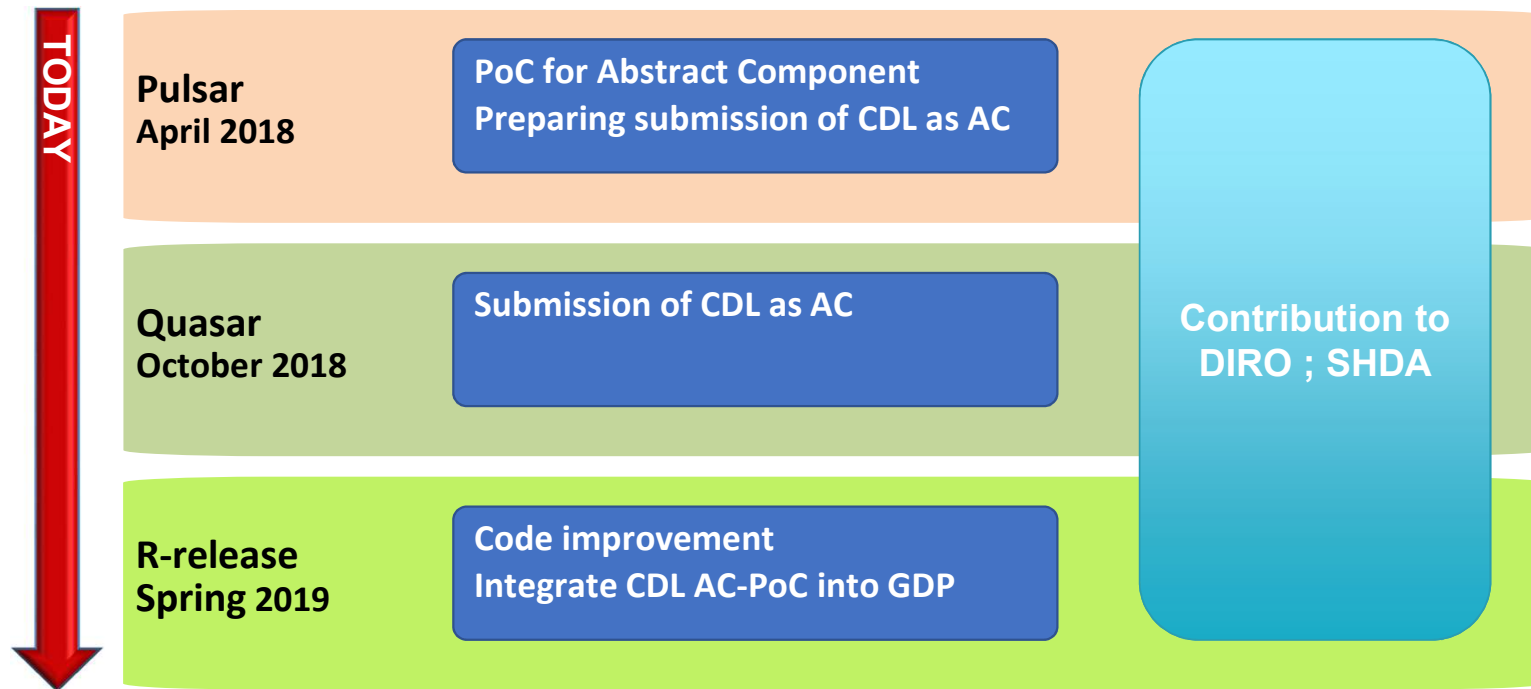 TODAY
Pulsar
April 2018
PoC for Abstract Component
Preparing submission of CDL as AC
Quasar
October 2018
Submission of CDL as AC
R-release
Spring 2019
Code improvement
Integrate CDL AC-PoC into GDP
Contribution to
DIRO ; SHDA